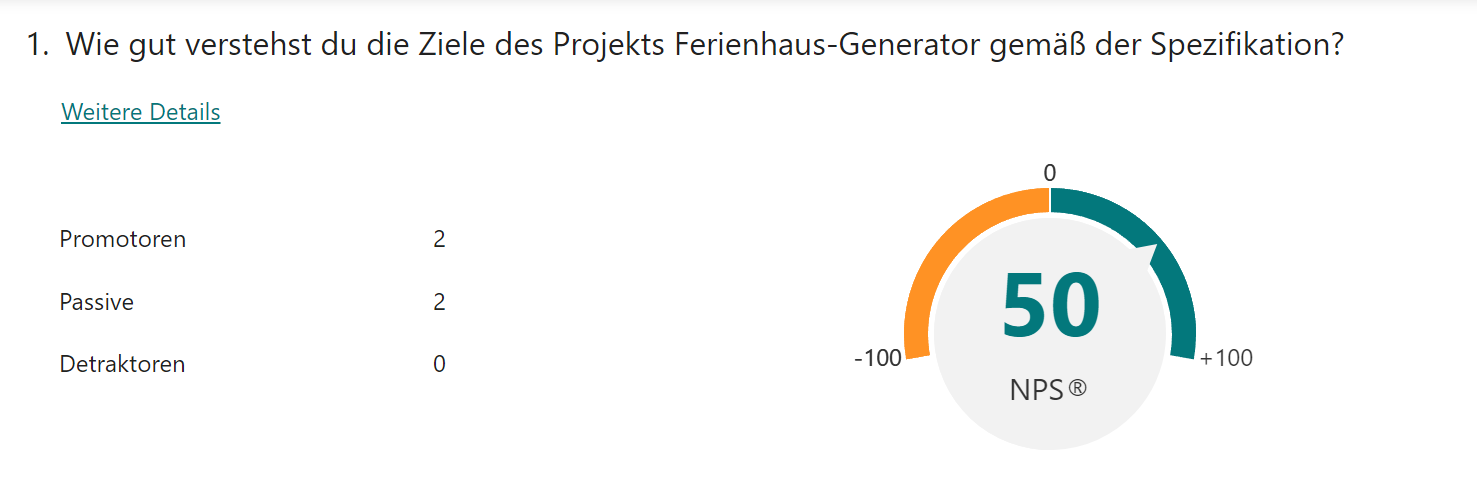 1. Wie gut verstehst du die Ziele des Projekts Ferienhaus-Generator gemäß der Spezifikation?
Weitere Details
Promotoren 2
Passive 2
Detraktoren 0
0
-100
+100
50
NPS®